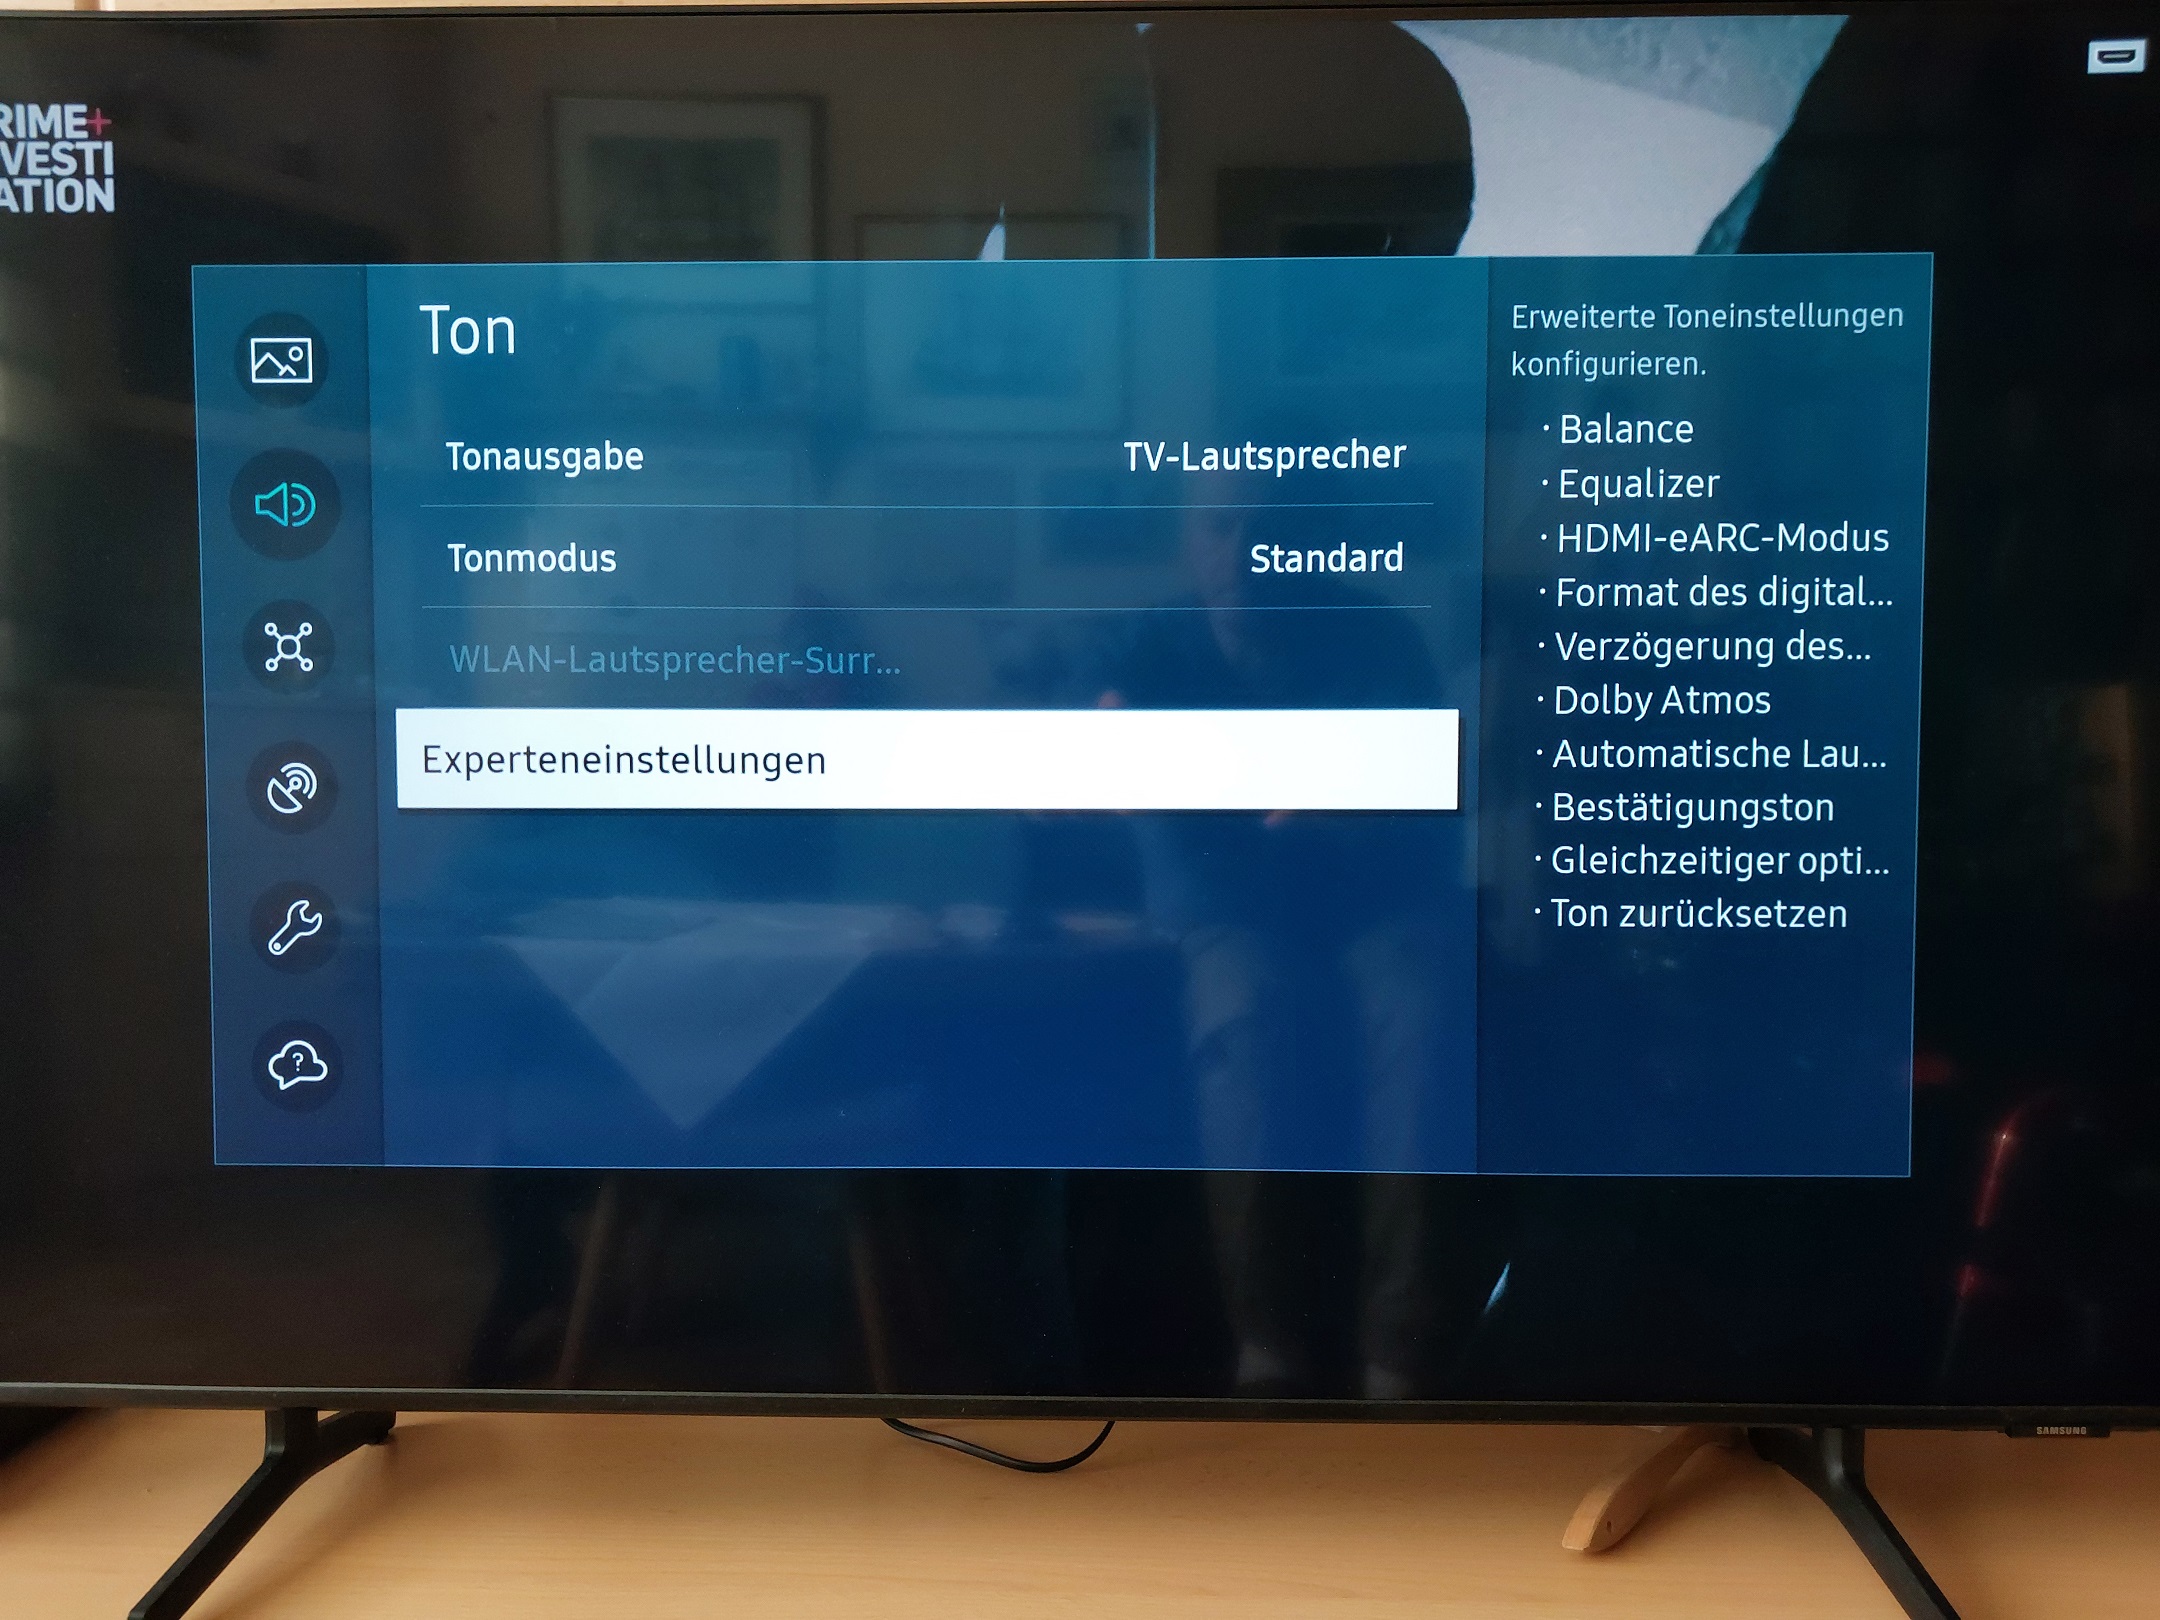 RIME+
VESTI
ATION
Ton
Tonausgabe TV-Lautsprecher
Tonmodus Standard
WLAN-Lautsprecher-Surr...
Experteneinstellungen
Erweiterte Toneinstellungen
konfigurieren.
· Balance
· Equalizer
· HDMI-eARC-Modus
· Format des digital...
· Verzögerung des...
· Dolby Atmos
· Automatische Lau...
· Bestätigungston
· Gleichzeitiger opti...
· Ton zurücksetzen
?
SAMSUNG